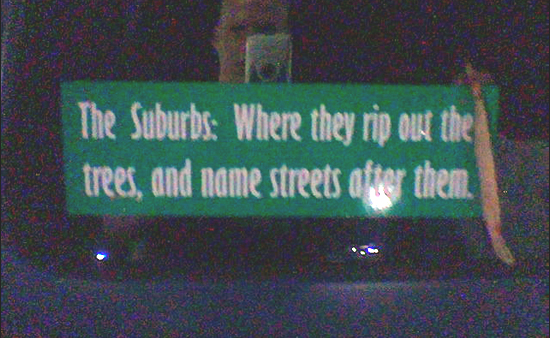 The Suburbs: Where they rip out the
trees, and name streets after them.